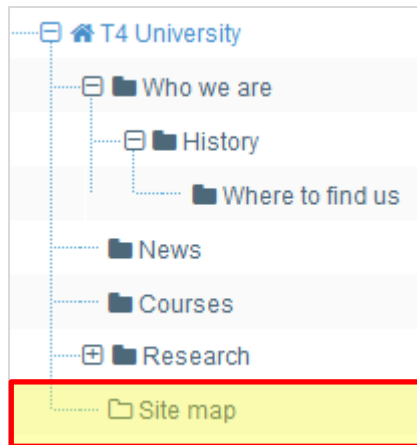 T4 University
Who we are
History
Where to find us
News
Courses
Research
Site map